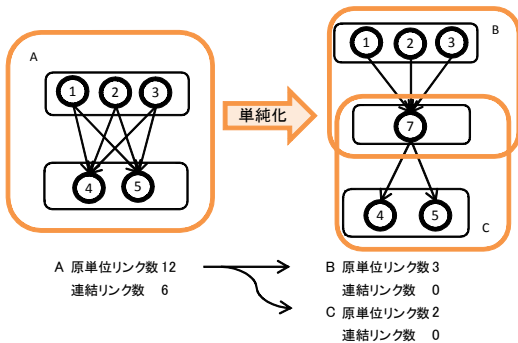 A
1 2 3
4 5
単純化
B
1 2 3
7
4 5
C
A 原単位リンク数 12
連結リンク数 6
B 原単位リンク数 3
連結リンク数 0
C 原単位リンク数 2
連結リンク数 0